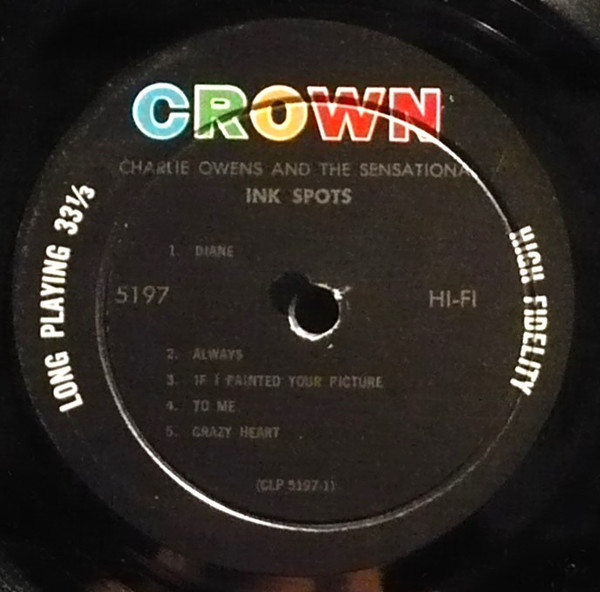 CROWN
CHARLIE OWENS AND THE SENSATIONA
INK SPOTS
LONG PLAYING 33⅓
HIGH FIDELITY
1. DIANE
5197
HI-FI
2. ALWAYS
3. IF I PAINTED YOUR PICTURE
4. TO ME
5. CRAZY HEART
(CLP 5197-1)